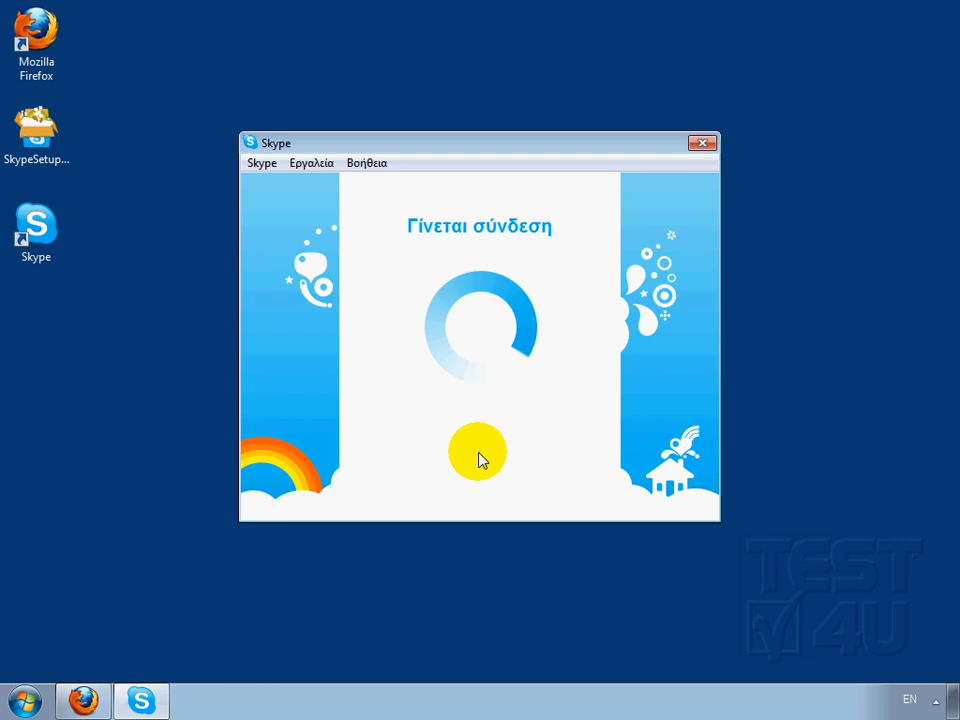 Mozilla
Firefox
SkypeSetup...
Skype
Skype
Skype Εργαλεία Βοήθεια
Γίνεται σύνδεση
TEST
4U
EN